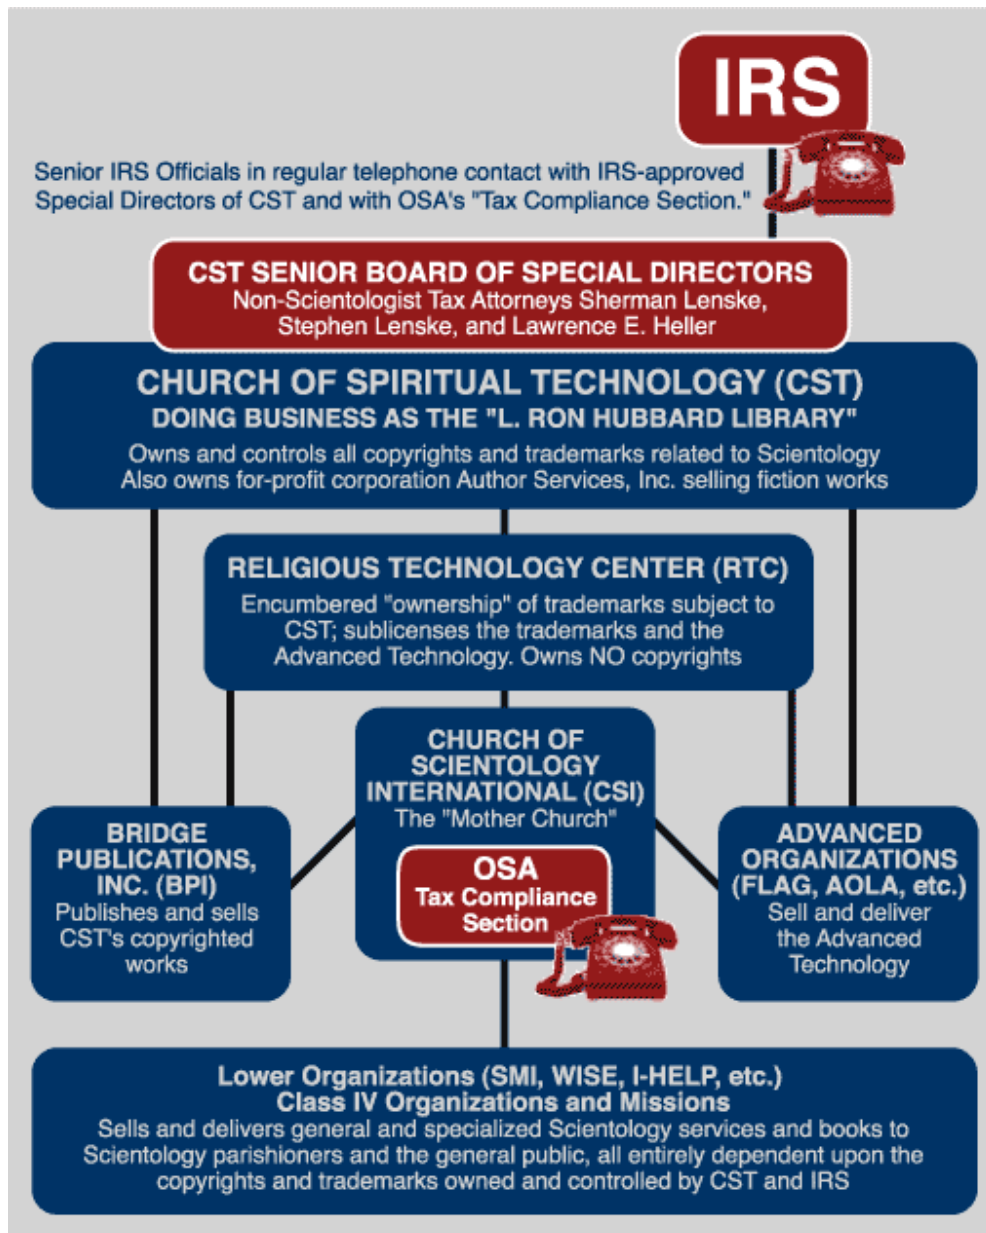 IRS
Senior IRS Officials in regular telephone contact with IRS-approved
Special Directors of CST and with OSA's "Tax Compliance Section."
CST SENIOR BOARD OF SPECIAL DIRECTORS
Non-Scientologist Tax Attorneys Sherman Lenske,
Stephen Lenske, and Lawrence E. Heller
CHURCH OF SPIRITUAL TECHNOLOGY (CST)
DOING BUSINESS AS THE "L. RON HUBBARD LIBRARY"
Owns and controls all copyrights and trademarks related to Scientology
Also owns for-profit corporation Author Services, Inc. selling fiction works
RELIGIOUS TECHNOLOGY CENTER (RTC)
Encumbered "ownership" of trademarks subject to
CST; sublicenses the trademarks and the
Advanced Technology. Owns NO copyrights
CHURCH OF
SCIENTOLOGY
INTERNATIONAL (CSI)
The "Mother Church"
OSA
Tax Compliance
Section
BRIDGE
PUBLICATIONS,
INC. (BPI)
Publishes and sells
CST's copyrighted
works
ADVANCED
ORGANIZATIONS
(FLAG, AOLA, etc.)
Sell and deliver
the Advanced
Technology
Lower Organizations (SMI, WISE, I-HELP, etc.)
Class IV Organizations and Missions
Sells and delivers general and specialized Scientology services and books to
Scientology parishioners and the general public, all entirely dependent upon the
copyrights and trademarks owned and controlled by CST and IRS